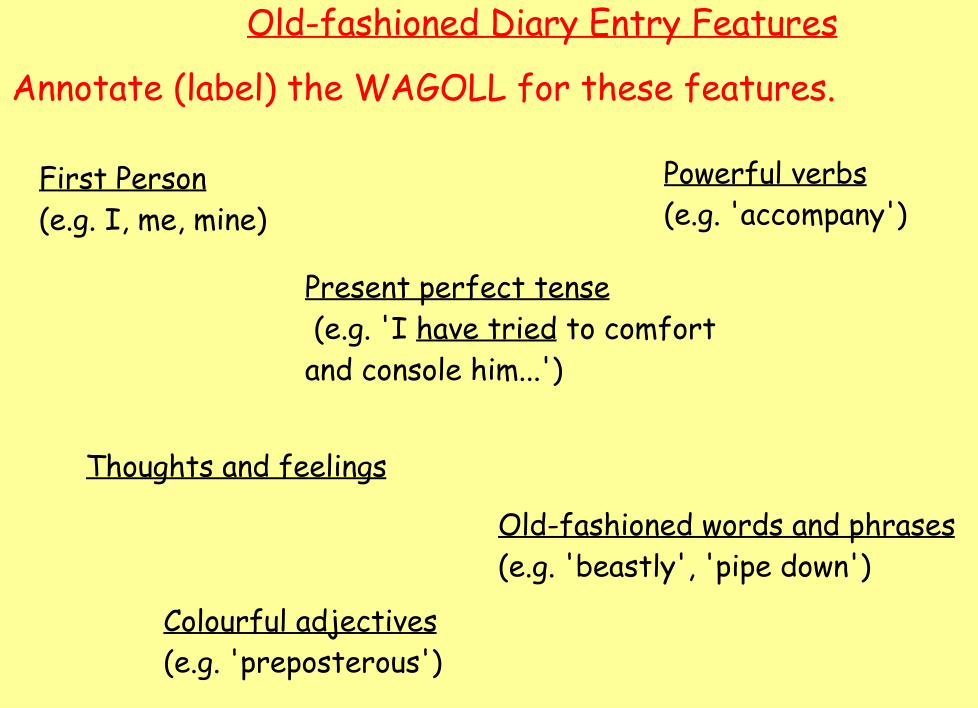 Old-fashioned Diary Entry Features
Annotate (label) the WAGOLL for these features.
First Person
(e.g. I, me, mine)
Powerful verbs
(e.g. 'accompany')
Present perfect tense
(e.g. 'I have tried to comfort
and console him...')
Thoughts and feelings
Old-fashioned words and phrases
(e.g. 'beastly', 'pipe down')
Colourful adjectives
(e.g. 'preposterous')